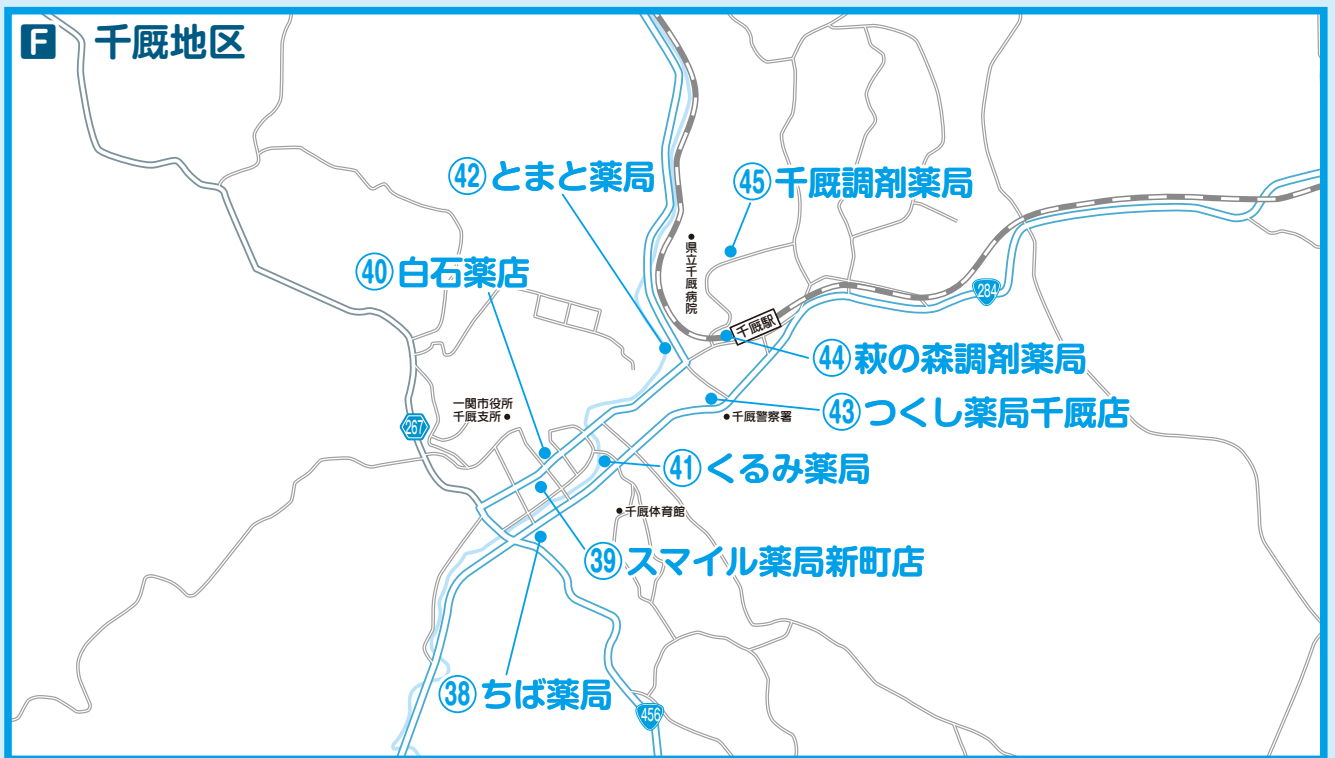 F 千厩地区
㊷とまと薬局
㊺千厩調剤薬局
県立千厩病院
㊵白石薬店
284
千厩駅
㊹萩の森調剤薬局
一関市役所
千厩支所
㊸つくし薬局千厩店
千厩警察署
267
㊶くるみ薬局
千厩体育館
㊴スマイル薬局新町店
㊳ちば薬局
456